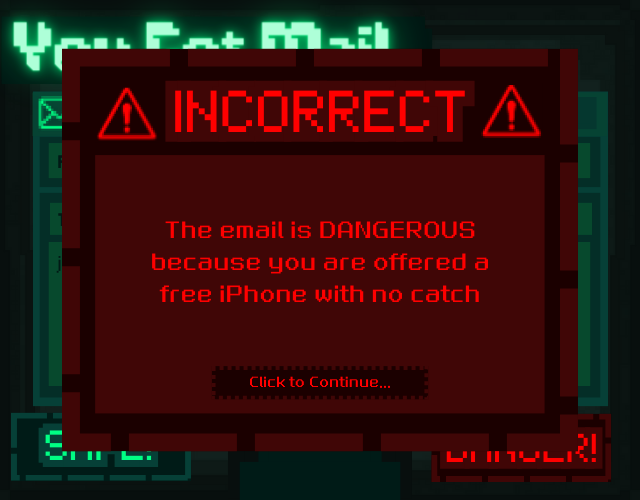 You Got Mail
INCORRECT
The email is DANGEROUS
because you are offered a
free iPhone with no catch
Click to Continue...
SAFE!
DANGER!